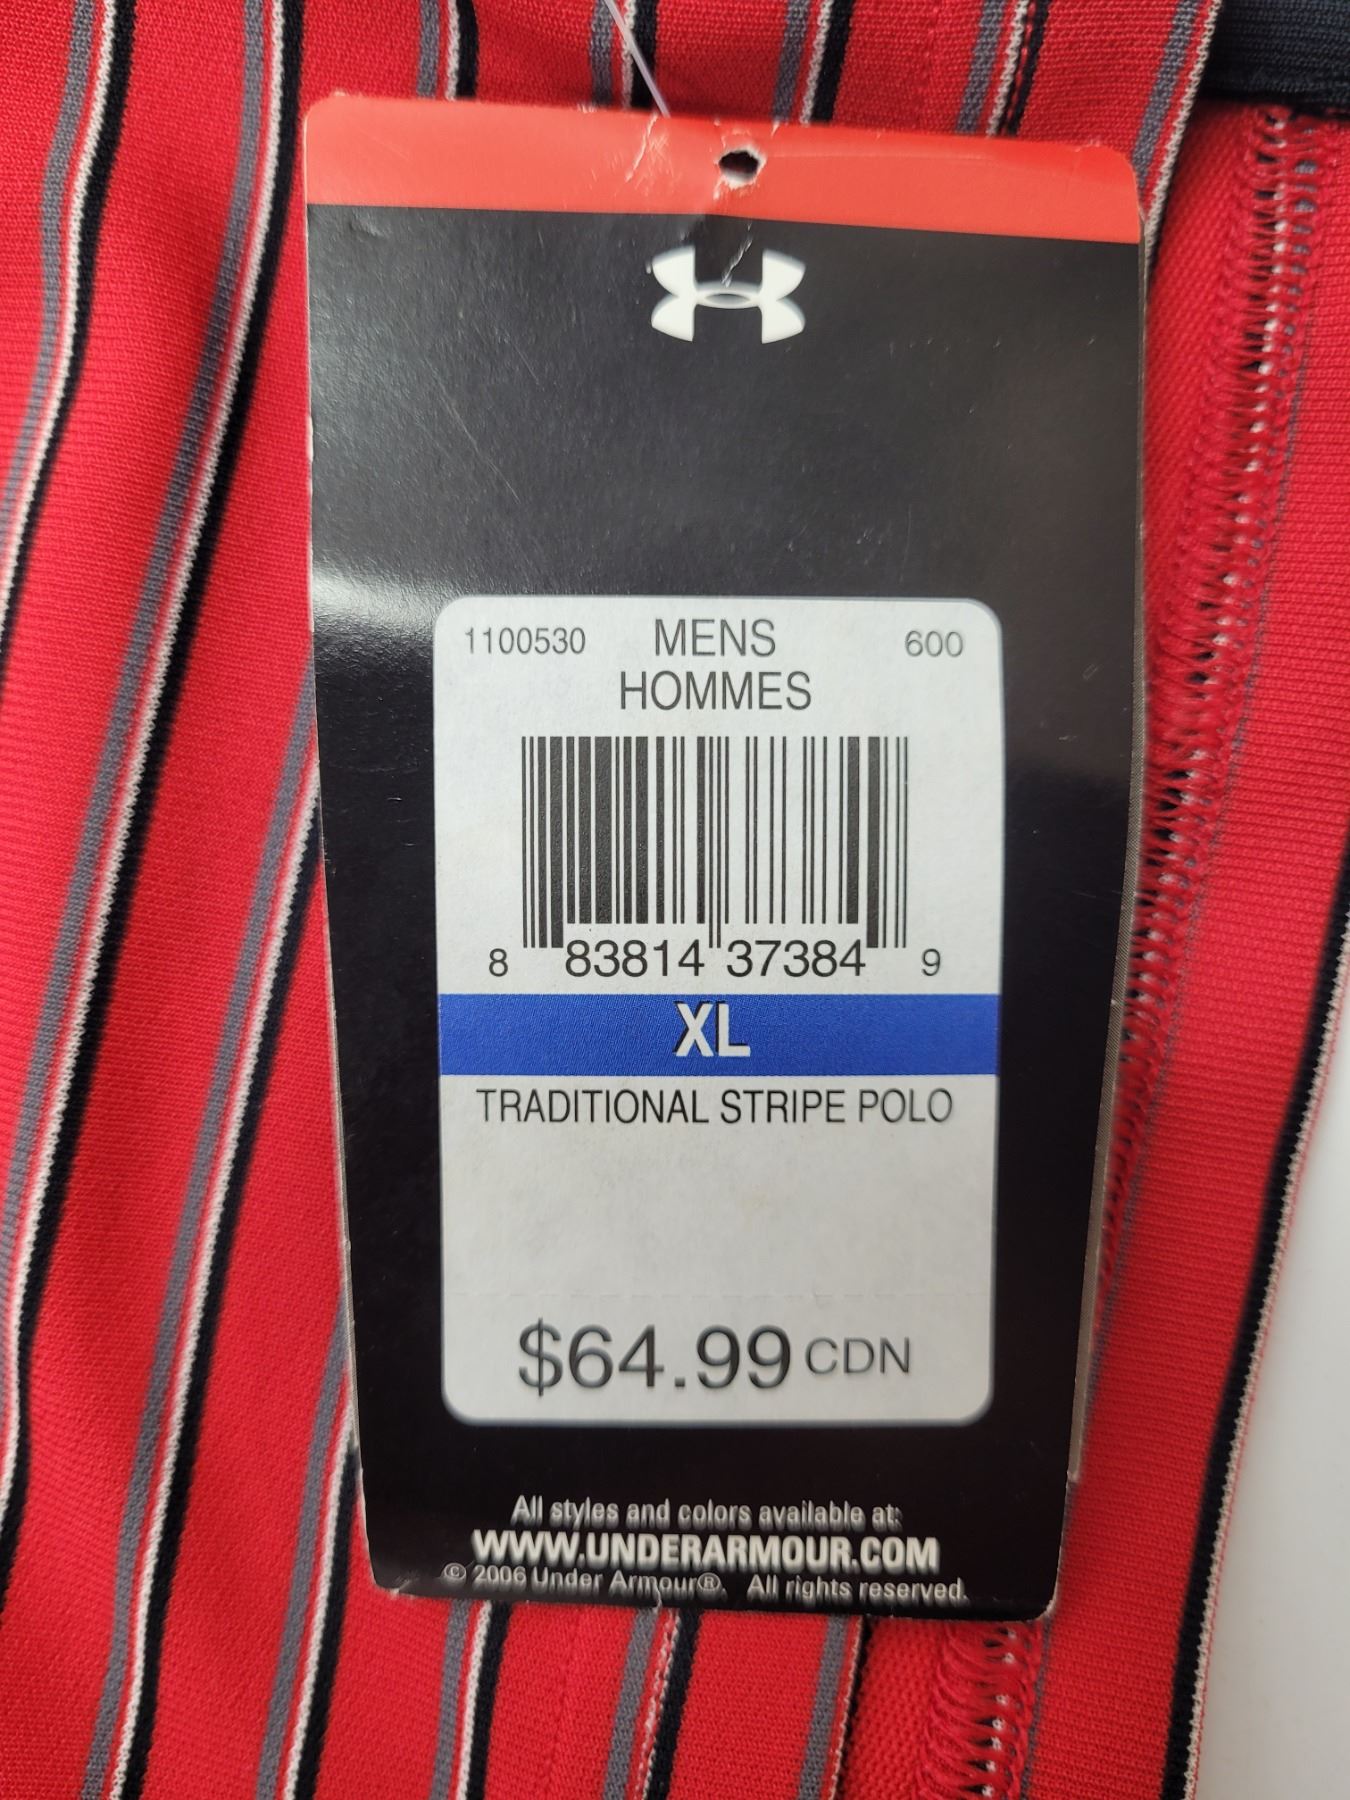 1100530 MENS 600
HOMMES
8 83814 37384 9
XL
TRADITIONAL STRIPE POLO
$64.99 CDN
All styles and colors available at:
WWW.UNDERARMOUR.COM
© 2006 Under Armour®. All rights reserved.